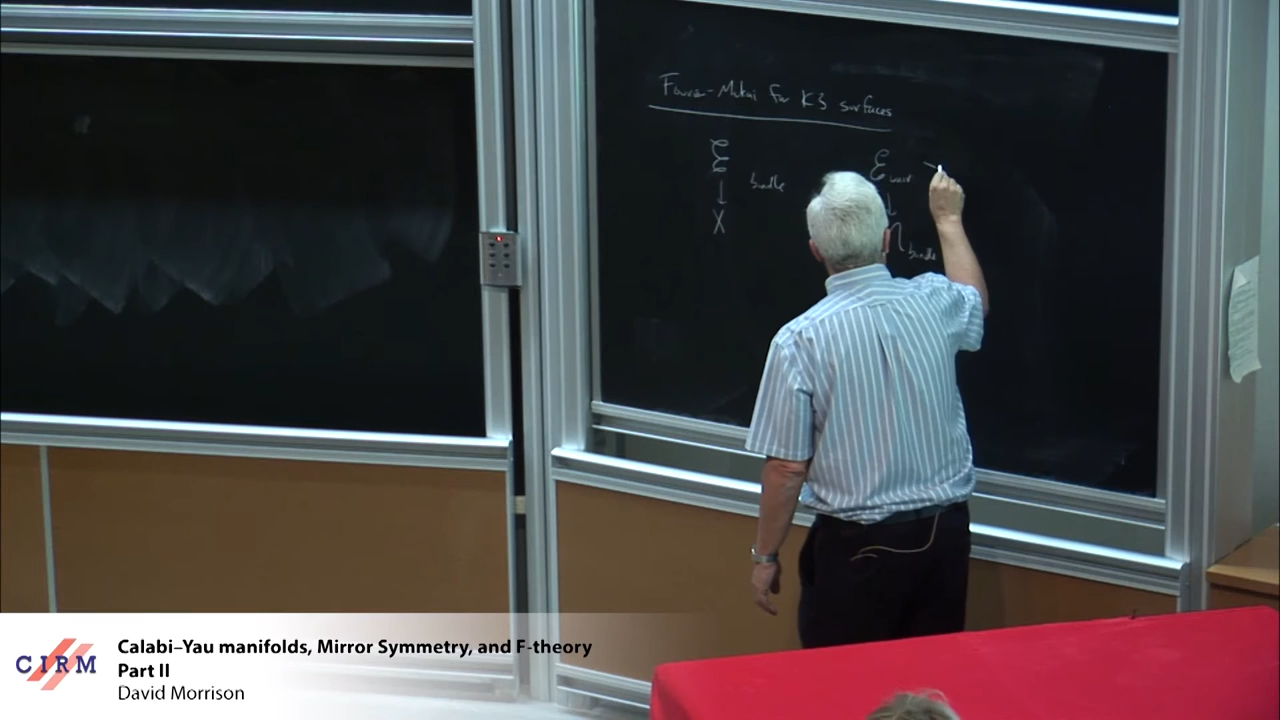 Fourier-Mukai for K3 surfaces
ℰ
bundle
↓
X
ℰ univ
↓
bundle
CIRM
Calabi–Yau manifolds, Mirror Symmetry, and F-theory
Part II
David Morrison